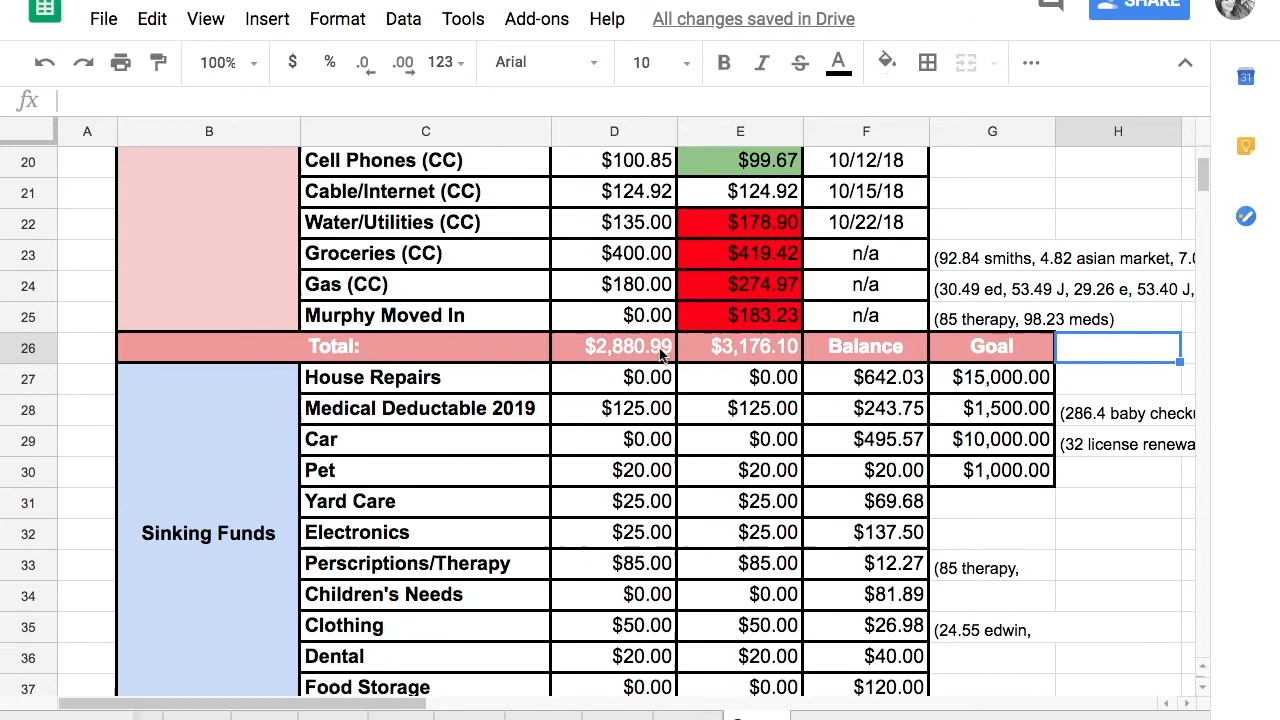 SHARE
File Edit View Insert Format Data Tools Add-ons Help All changes saved in Drive
100% $ % .0 .00 123 Arial 10 B I S A
31
fx
A B C D E F G H
20 Cell Phones (CC) $100.85 $99.67 10/12/18
21 Cable/Internet (CC) $124.92 $124.92 10/15/18
22 Water/Utilities (CC) $135.00 $178.90 10/22/18
23 Groceries (CC) $400.00 $419.42 n/a (92.84 smiths, 4.82 asian market, 7.0
24 Gas (CC) $180.00 $274.97 n/a (30.49 ed, 53.49 J, 29.26 e, 53.40 J,
25 Murphy Moved In $0.00 $183.23 n/a (85 therapy, 98.23 meds)
26 Total: $2,880.99 $3,176.10 Balance Goal
27 House Repairs $0.00 $0.00 $642.03 $15,000.00
28 Medical Deductable 2019 $125.00 $125.00 $243.75 $1,500.00 (286.4 baby checku
29 Car $0.00 $0.00 $495.57 $10,000.00 (32 license renewa
30 Pet $20.00 $20.00 $20.00 $1,000.00
31 Yard Care $25.00 $25.00 $69.68
32 Sinking Funds Electronics $25.00 $25.00 $137.50
33 Perscriptions/Therapy $85.00 $85.00 $12.27 (85 therapy,
34 Children's Needs $0.00 $0.00 $81.89
35 Clothing $50.00 $50.00 $26.98 (24.55 edwin,
36 Dental $20.00 $20.00 $40.00
37 Food Storage $0.00 $0.00 $120.00